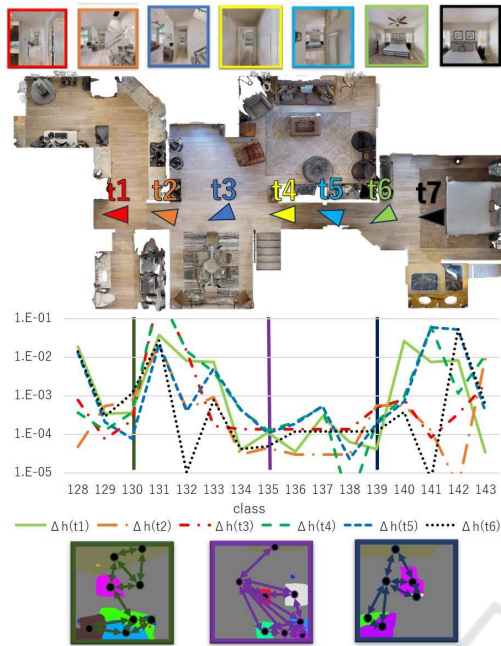 t1 t2 t3 t4 t5 t6 t7
1.E-01
1.E-02
1.E-03
1.E-04
1.E-05
128 129 130 131 132 133 134 135 136 137 138 139 140 141 142 143
class
Δh(t1) Δh(t2) Δh(t3) Δh(t4) Δh(t5) Δh(t6)